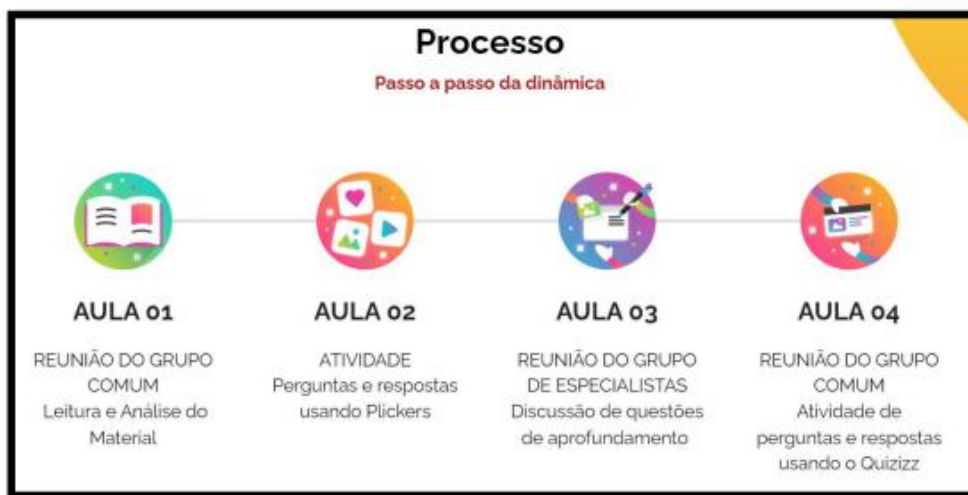 Processo
Passo a passo da dinâmica
AULA 01
REUNIÃO DO GRUPO
COMUM
Leitura e Análise do
Material
AULA 02
ATIVIDADE
Perguntas e respostas
usando Plickers
AULA 03
REUNIÃO DO GRUPO
DE ESPECIALISTAS
Discussão de questões
de aprofundamento
AULA 04
REUNIÃO DO GRUPO
COMUM
Atividade de
perguntas e respostas
usando o Quizizz